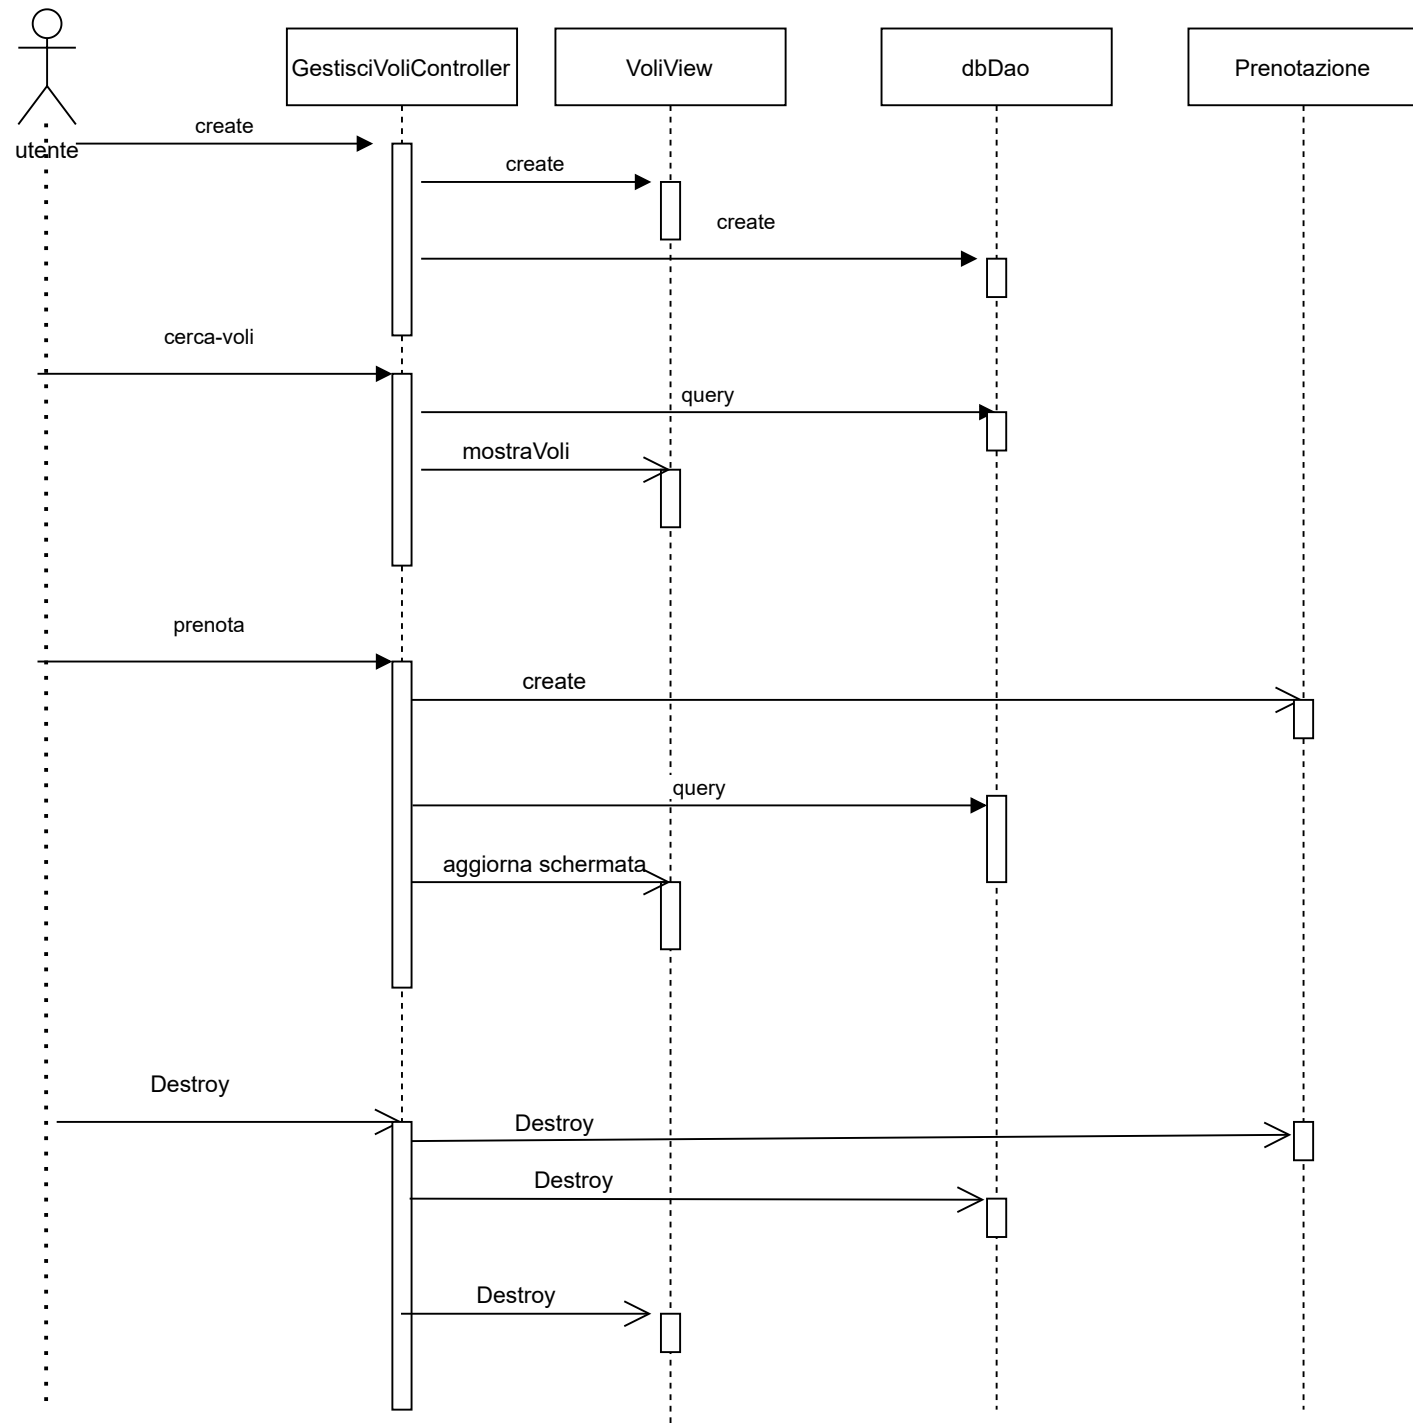 GestisciVoliController
VoliView
dbDao
Prenotazione
utente
create
create
create
cerca-voli
query
mostraVoli
prenota
create
query
aggiorna schermata
Destroy
Destroy
Destroy
Destroy